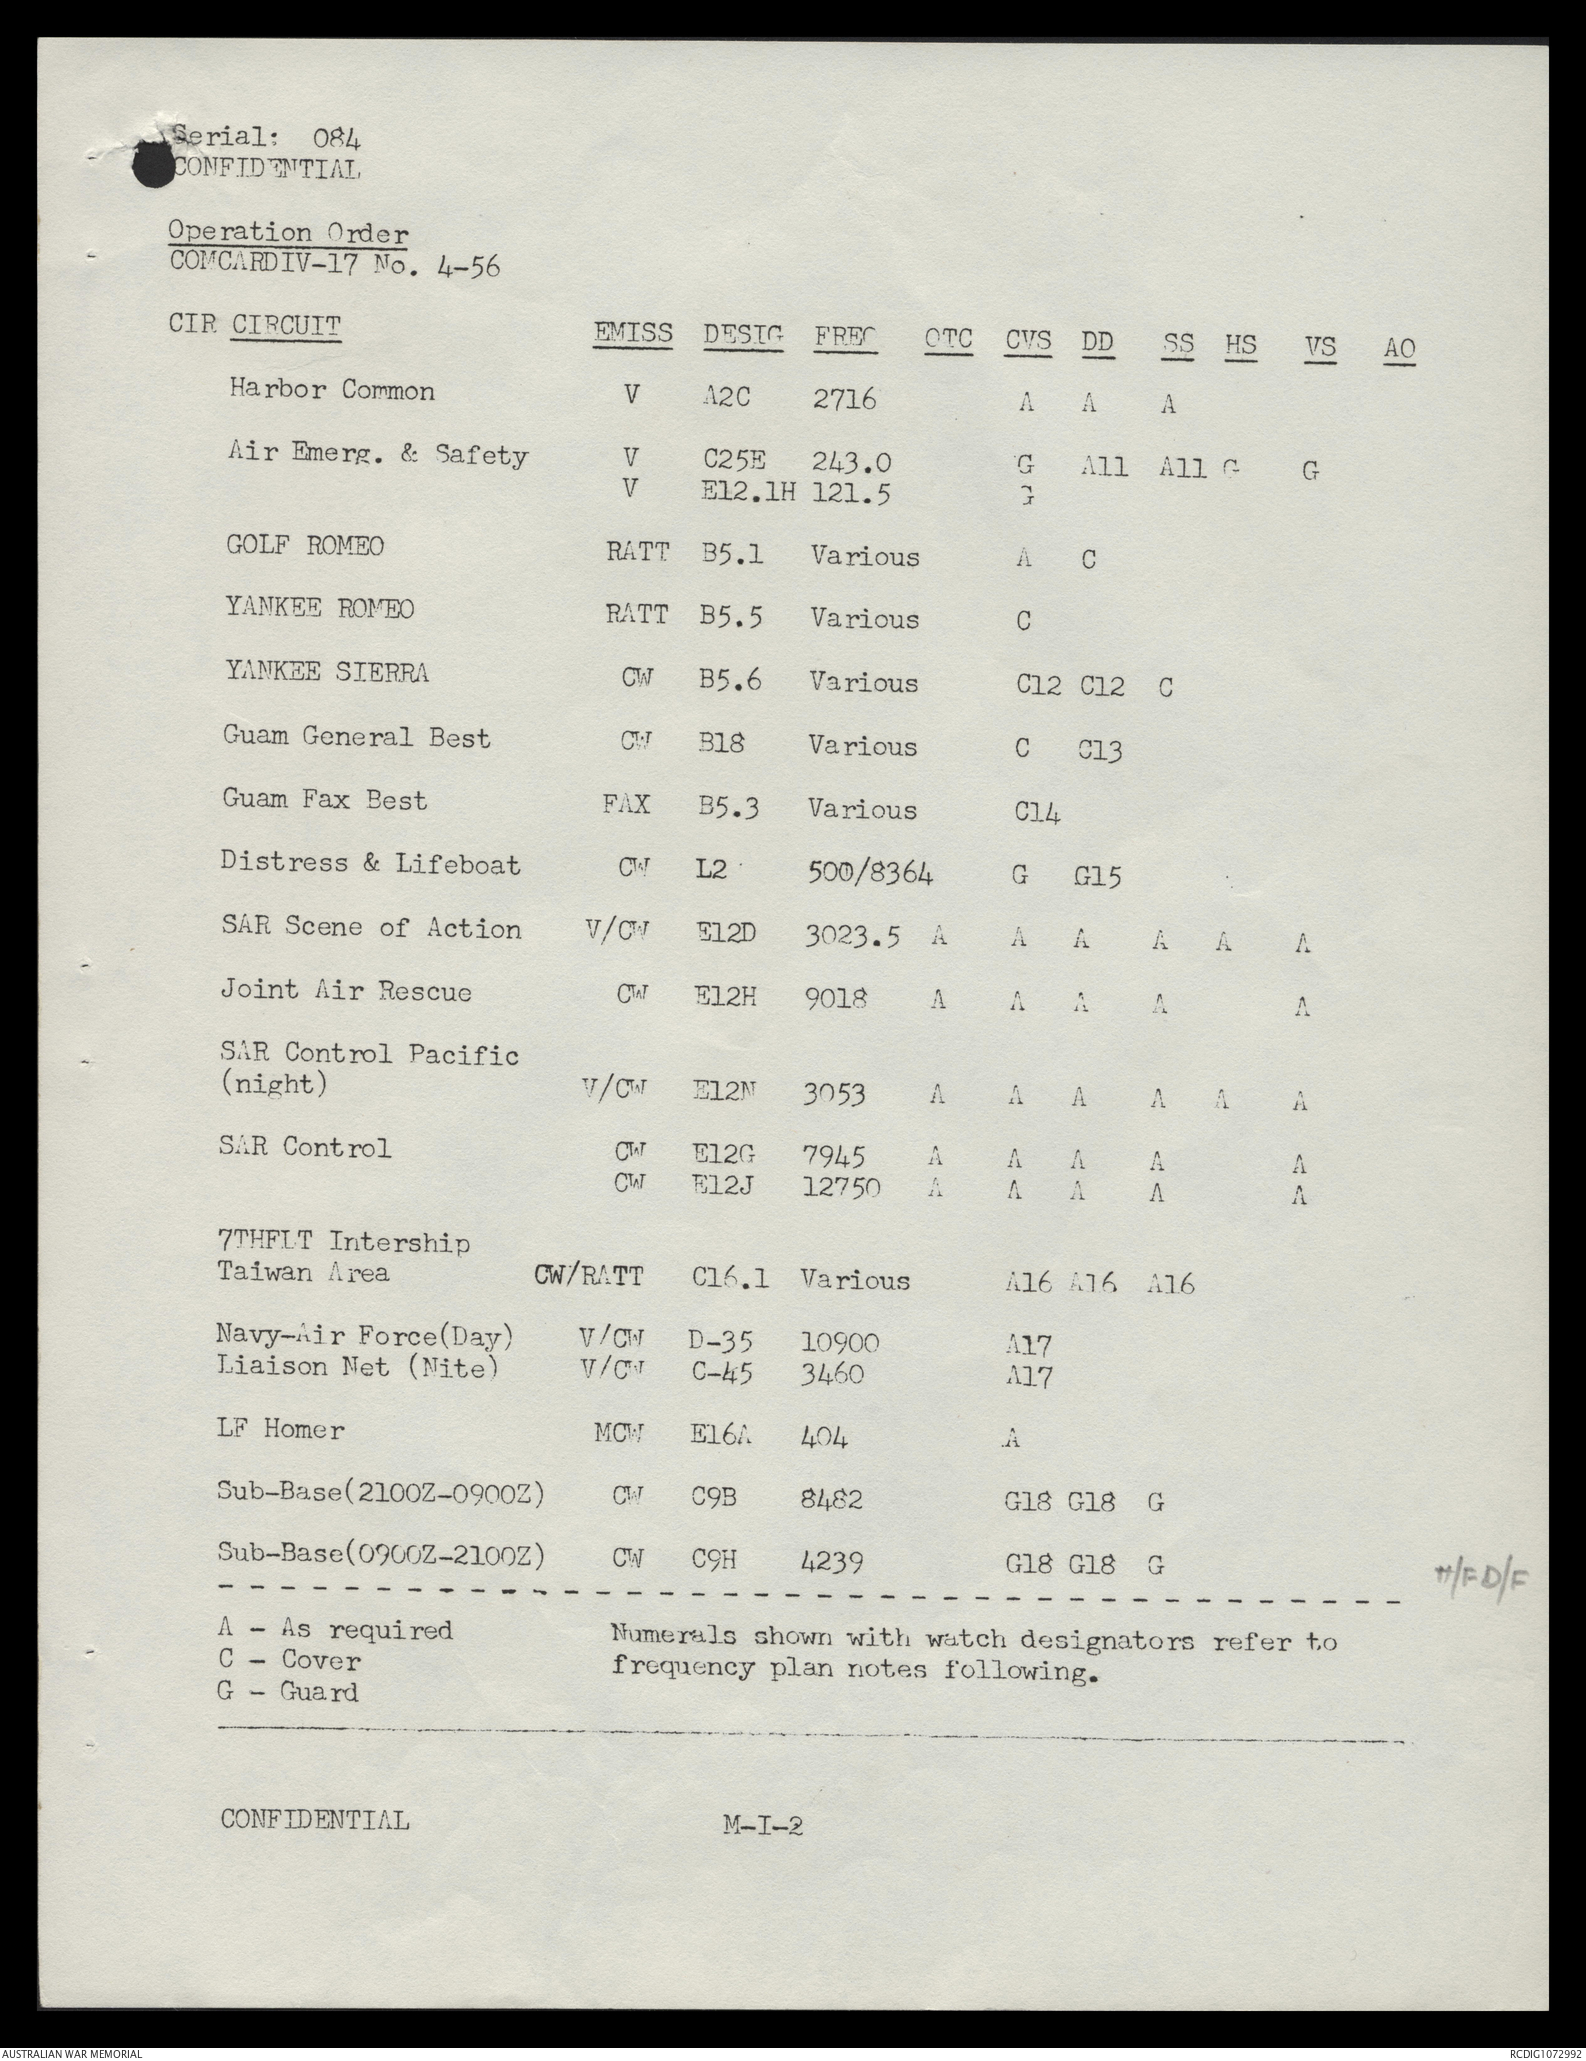 Serial: 084
CONFIDENTIAL
Operation Order
COMCARDIV-17 No. 4-56
CIR CIRCUIT EMISS DESIG FREQ OTC CVS DD SS HS VS AO
Harbor Common V A2C 2716 A A A
Air Emerg. & Safety V C25E 243.0 G All All G G
V E12.1H 121.5 G
GOLF ROMEO RATT B5.1 Various A C
YANKEE ROMEO RATT B5.5 Various C
YANKEE SIERRA CW B5.6 Various C12 C12 C
Guam General Best CW B18 Various C C13
Guam Fax Best FAX B5.3 Various C14
Distress & Lifeboat CW L2 500/8364 G G15
SAR Scene of Action V/CW E12D 3023.5 A A A A A A
Joint Air Rescue CW E12H 9018 A A A A A
SAR Control Pacific
(night) V/CW E12N 3053 A A A A A A
SAR Control CW E12G 7945 A A A A A
CW E12J 12750 A A A A A
7THFLT Intership
Taiwan Area CW/RATT C16.1 Various A16 A16 A16
Navy-Air Force(Day) V/CW D-35 10900 A17
Liaison Net (Nite) V/CW C-45 3460 A17
LF Homer MCW E16A 404 A
Sub-Base(2100Z-0900Z) CW C9B 8482 G18 G18 G
Sub-Base(0900Z-2100Z) CW C9H 4239 G18 G18 G
H/F D/F
A - As required Numerals shown with watch designators refer to
C - Cover frequency plan notes following.
G - Guard
CONFIDENTIAL M-I-2
AUSTRALIAN WAR MEMORIAL RCDIG1072992